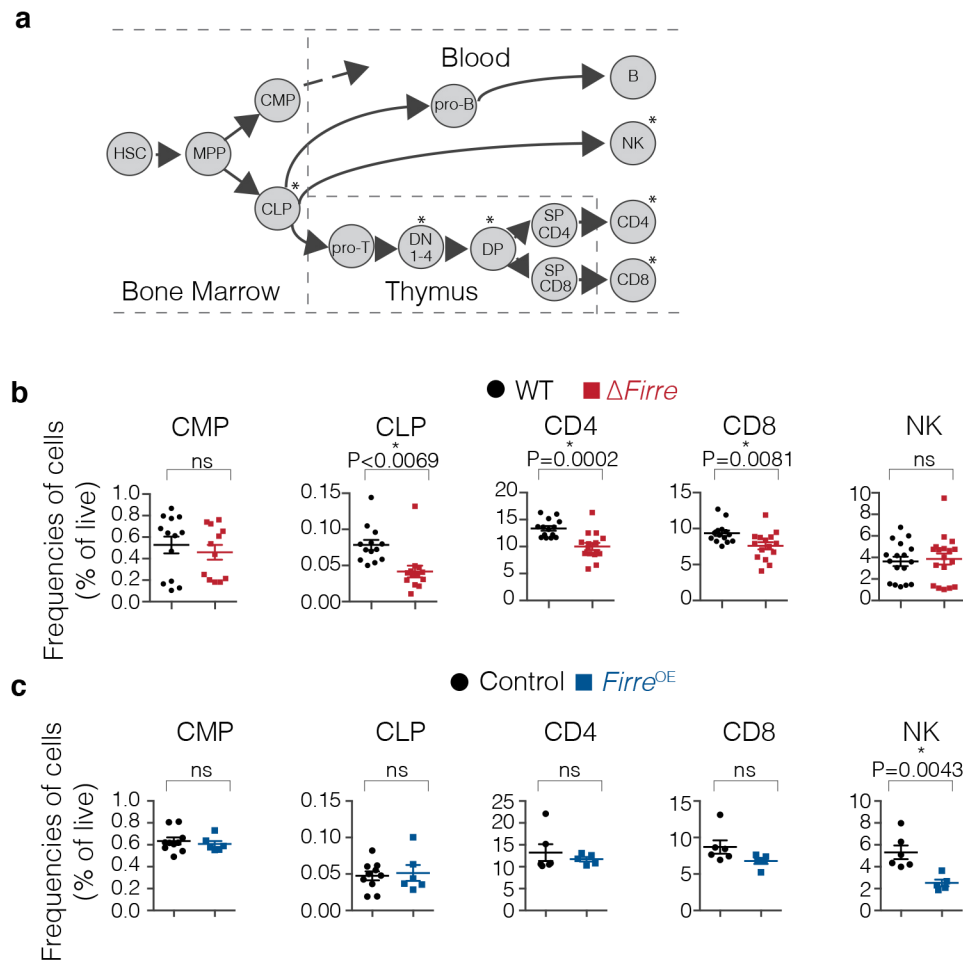 a
Blood
CMP
B
pro-B
HSC
MPP
NK
*
*
CLP
pro-T
*
DN
1-4
*
DP
SP
CD4
*
CD4
SP
CD8
*
CD8
Bone Marrow
Thymus
b
WT ΔFirre
Frequencies of cells
(% of live)
CMP
ns
1.0
0.8
0.6
0.4
0.2
0.0
CLP
*
P<0.0069
0.15
0.10
0.05
0.00
CD4
*
P=0.0002
20
15
10
5
0
CD8
*
P=0.0081
15
10
5
0
NK
ns
10
8
6
4
2
0
c
Control Firre^OE
Frequencies of cells
(% of live)
CMP
ns
1.0
0.8
0.6
0.4
0.2
0.0
CLP
ns
0.15
0.10
0.05
0.00
CD4
ns
25
20
15
10
5
0
CD8
ns
15
10
5
0
NK
*
P=0.0043
10
8
6
4
2
0